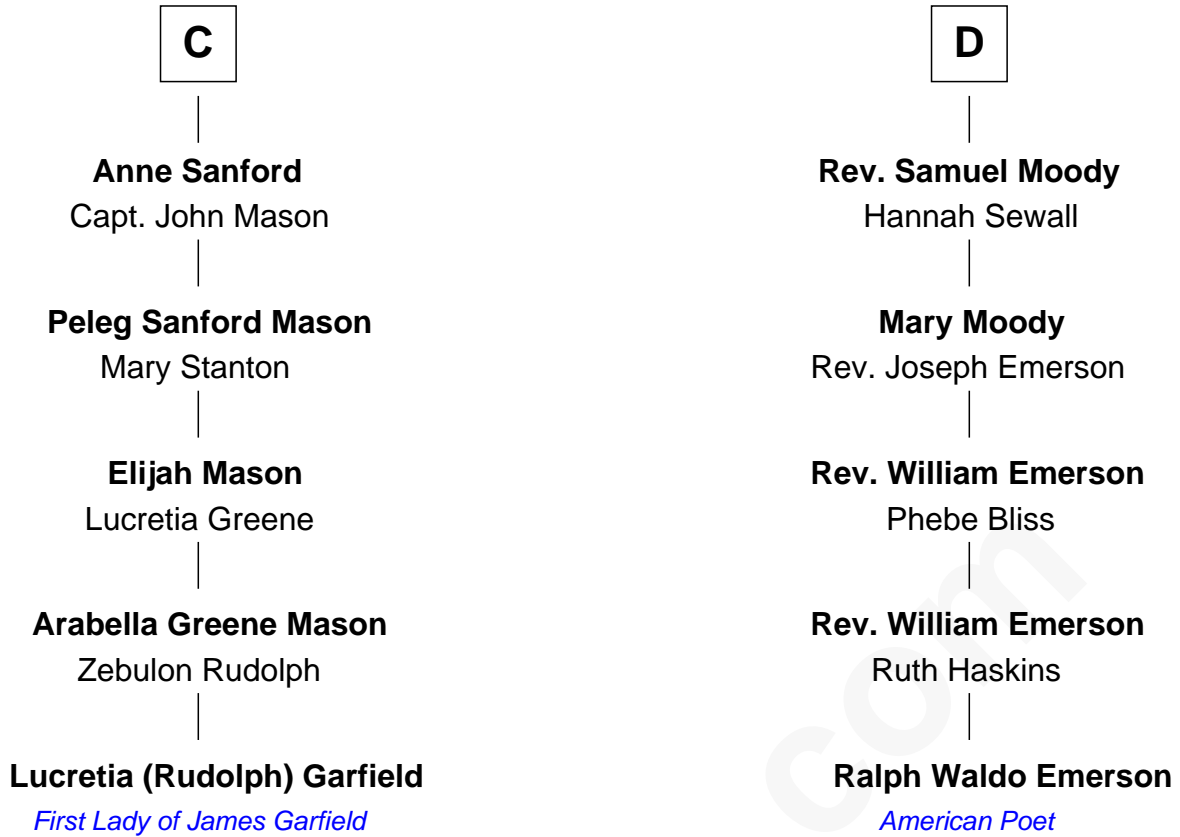 C
Anne Sanford
Capt. John Mason
Peleg Sanford Mason
Mary Stanton
Elijah Mason
Lucretia Greene
Arabella Greene Mason
Zebulon Rudolph
Lucretia (Rudolph) Garfield
First Lady of James Garfield
D
Rev. Samuel Moody
Hannah Sewall
Mary Moody
Rev. Joseph Emerson
Rev. William Emerson
Phebe Bliss
Rev. William Emerson
Ruth Haskins
Ralph Waldo Emerson
American Poet
com